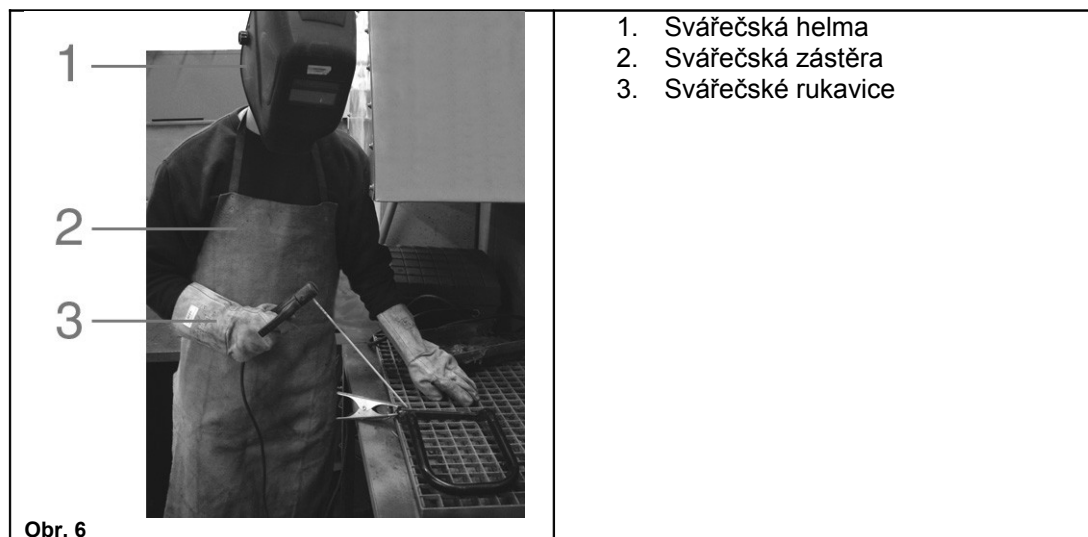 1
2
3
Obr. 6
1. Svářečská helma
2. Svářečská zástěra
3. Svářečské rukavice